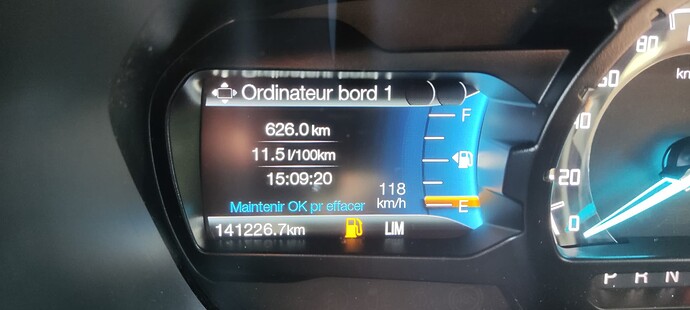 Ordinateur bord 1
F
626.0 km
11.5 l/100km
15:09:20
118
km/h
Maintenir OK pr effacer
E
141226.7km
LIM
80
20
0
P R N